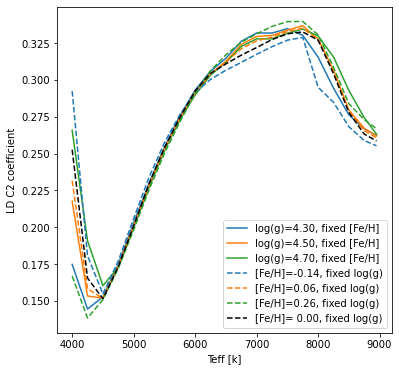 0.325
0.300
0.275
0.250
0.225
0.200
0.175
0.150
LD C2 coefficient
4000 5000 6000 7000 8000 9000
Teff [k]
log(g)=4.30, fixed [Fe/H]
log(g)=4.50, fixed [Fe/H]
log(g)=4.70, fixed [Fe/H]
[Fe/H]=-0.14, fixed log(g)
[Fe/H]=0.06, fixed log(g)
[Fe/H]=0.26, fixed log(g)
[Fe/H]= 0.00, fixed log(g)